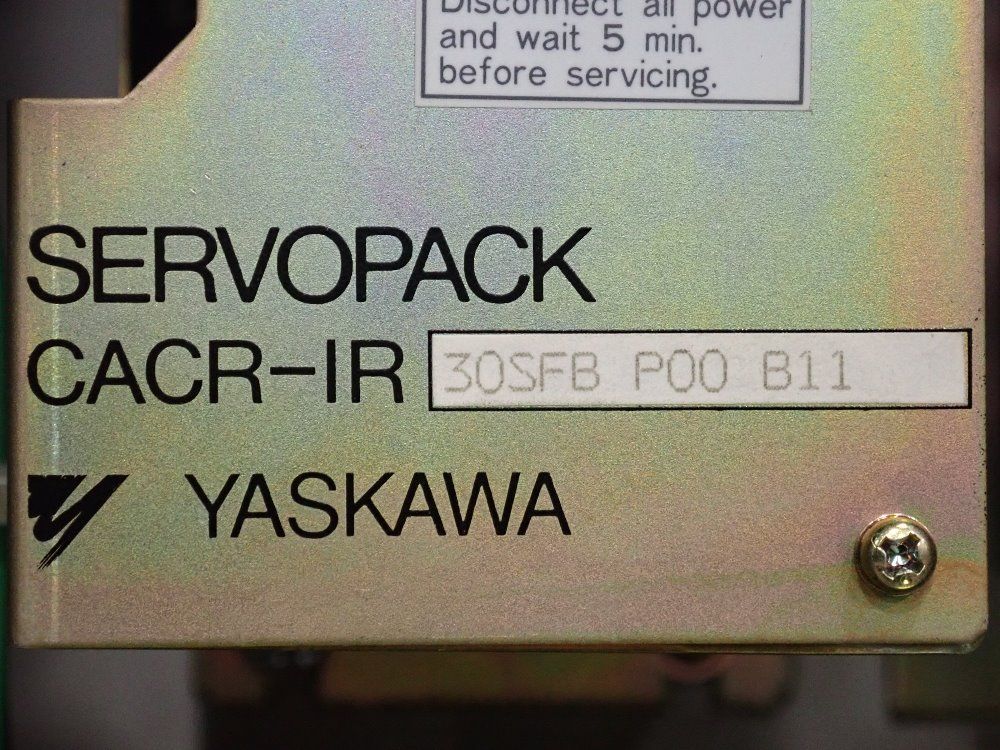 Disconnect all power
and wait 5 min.
before servicing.
SERVOPACK
CACR-IR 30SFB P00 B11
YASKAWA